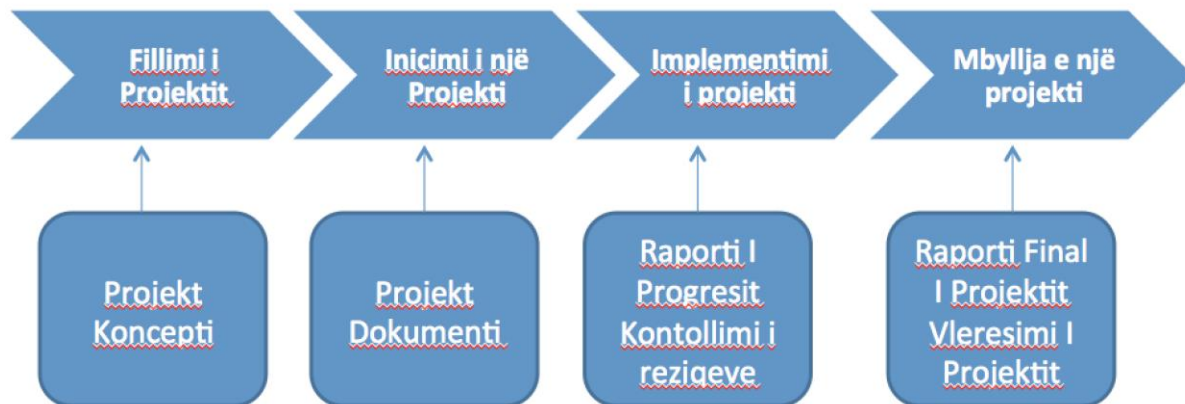 Fillimi i
Projektit
Inicimi i një
Projekti
Implementimi
i projekti
Mbyllja e një
projekti
Projekt
Koncepti
Projekt
Dokumenti
Raporti I
Progresit
Kontollimi i
reziqeve
Raporti Final
I Projektit
Vleresimi I
Projektit